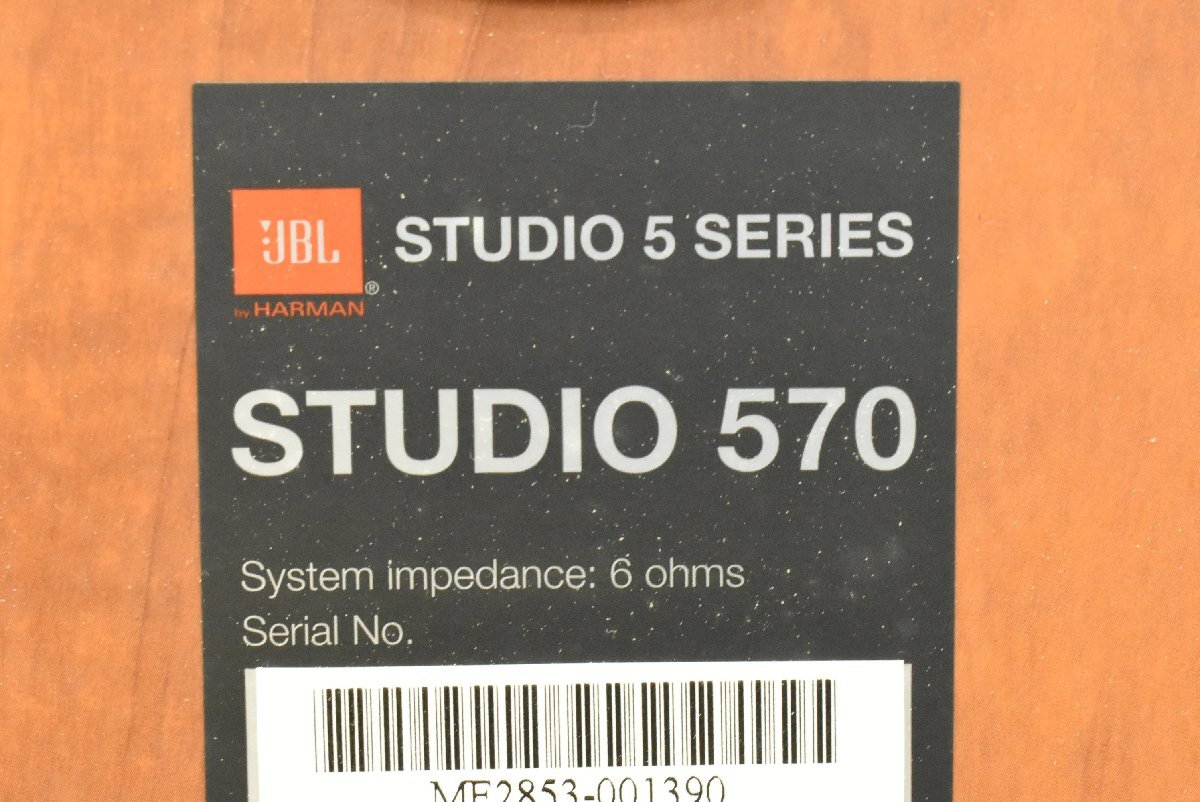 JBL
by HARMAN
STUDIO 5 SERIES
STUDIO 570
System impedance: 6 ohms
Serial No.
ME2853-001390